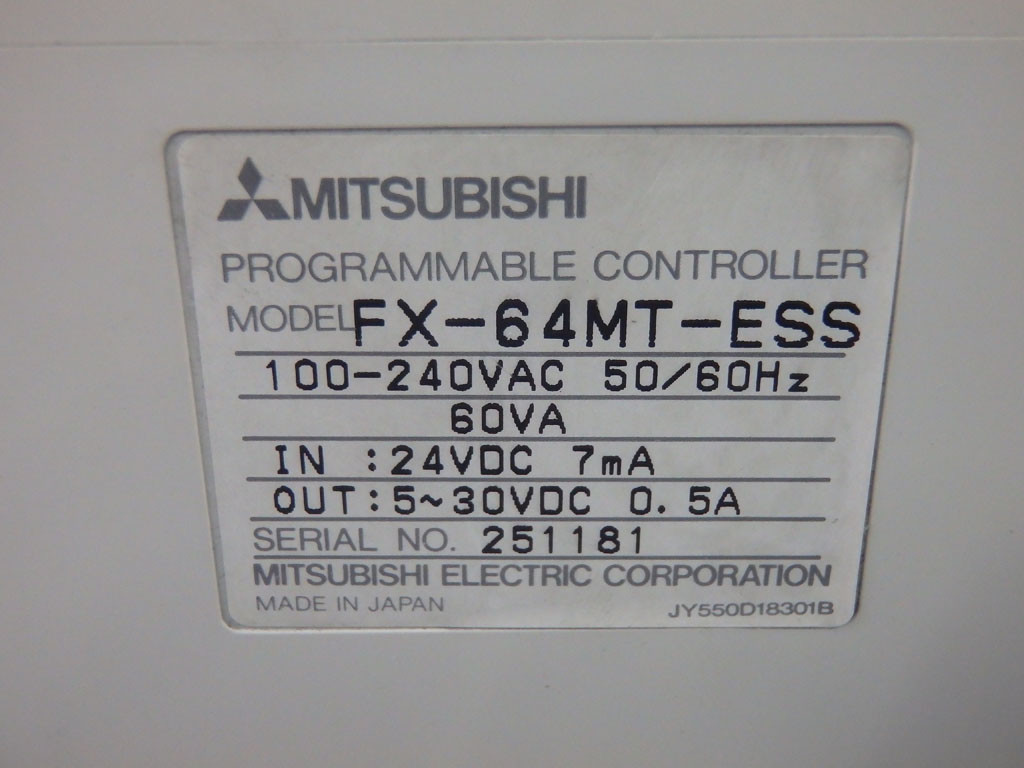 MITSUBISHI
PROGRAMMABLE CONTROLLER
MODEL FX-64MT-ESS
100-240VAC 50/60Hz
60VA
IN :24VDC 7mA
OUT:5~30VDC 0.5A
SERIAL NO. 251181
MITSUBISHI ELECTRIC CORPORATION
MADE IN JAPAN JY550D18301B